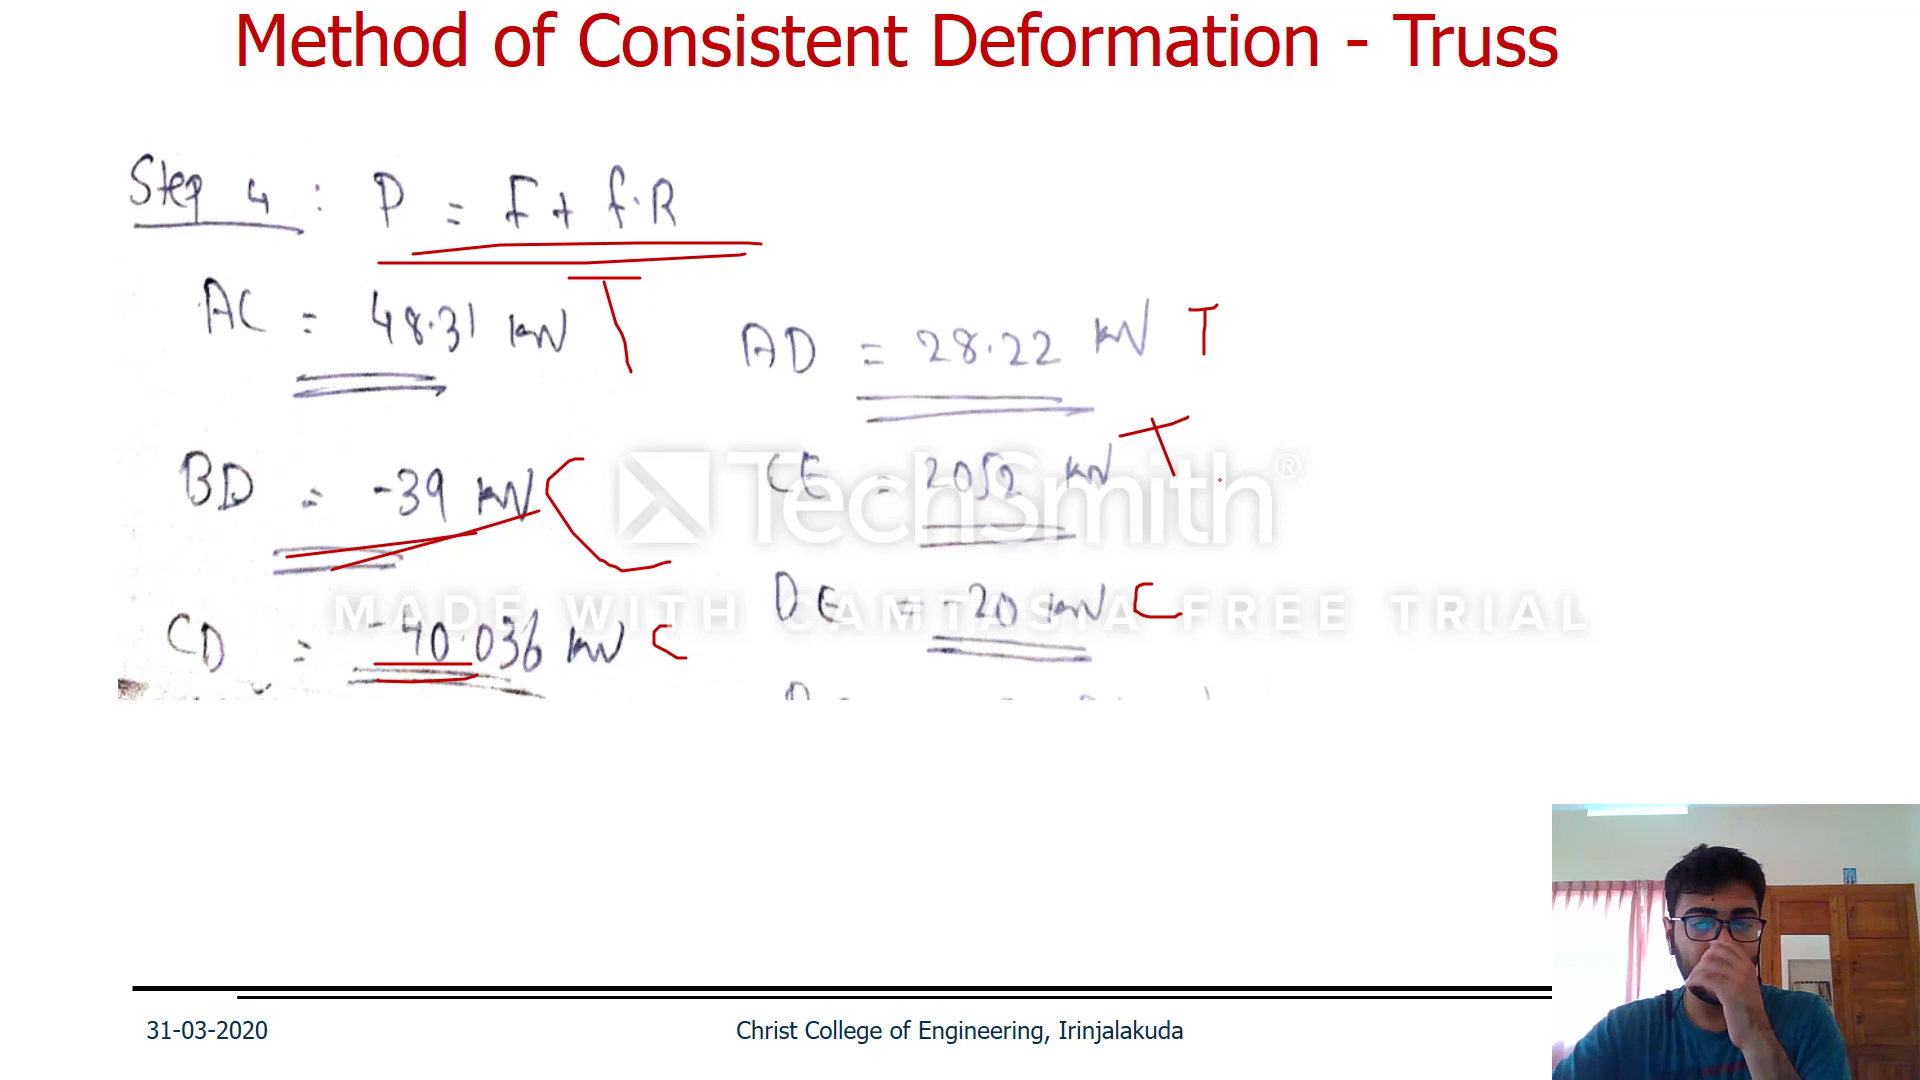 Method of Consistent Deformation - Truss
Step 4 : P = F + f.R
AC = 48.31 kN T
AD = 28.22 kN T
BD = -39 kN C
CE = 20√2 kN T
CD = -40.036 kN C
DE = -20 kN C
TechSmith®
MADE WITH CAMTASIA FREE TRIAL
31-03-2020
Christ College of Engineering, Irinjalakuda